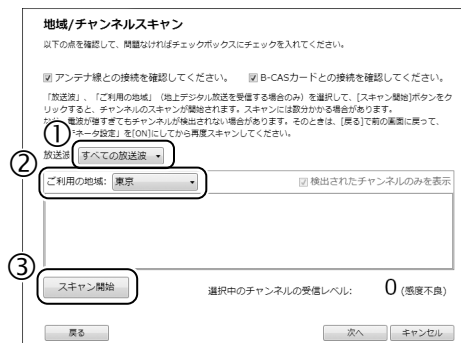 地域/チャンネルスキャン
以下の点を確認して、問題なければチェックボックスにチェックを入れてください。
アンテナ線との接続を確認してください。 B-CASカードとの接続を確認してください。
「放送波」、「ご利用の地域」（地上デジタル放送を受信する場合のみ）を選択して、[スキャン開始]ボタンをク
リックすると、チャンネルのスキャンが開始されます。スキャンには数分かかる場合があります。
電波が強すぎてもチャンネルが検出されない場合があります。そのときは、[戻る]で前の画面に戻って、
ネータ設定」を[ON]にしてから再度スキャンしてください。
①
放送波 すべての放送波
②
ご利用の地域: 東京 検出されたチャンネルのみを表示
③
スキャン開始 選択中のチャンネルの受信レベル: 0 (感度不良)
戻る 次へ キャンセル